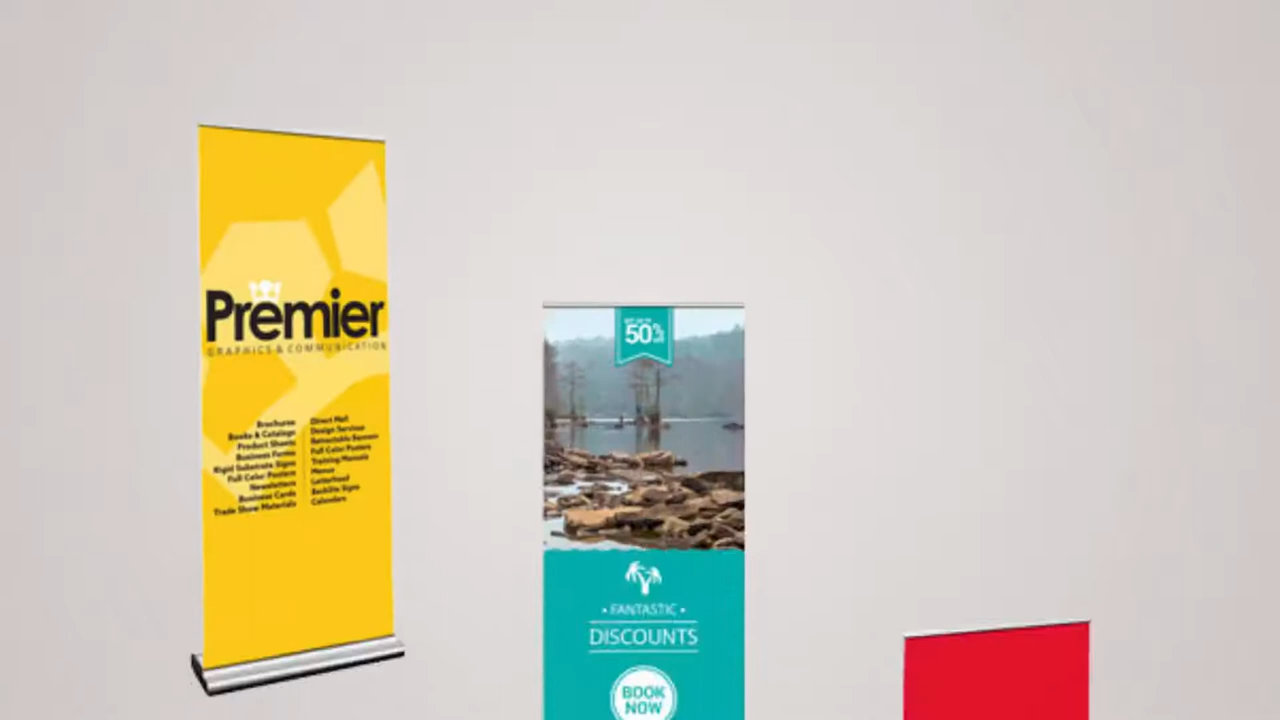 Premier
GRAPHICS & COMMUNICATION
Brochures
Books & Catalogs
Product Sheets
Business Forms
Rigid Substrate Signs
Full Color Posters
Newsletters
Business Cards
Trade Show Materials
Direct Mail
Design Services
Retractable Banners
Full Color Posters
Training Manuals
Menus
Letterhead
Backlite Signs
Calendars
50%
• FANTASTIC •
DISCOUNTS
BOOK
NOW